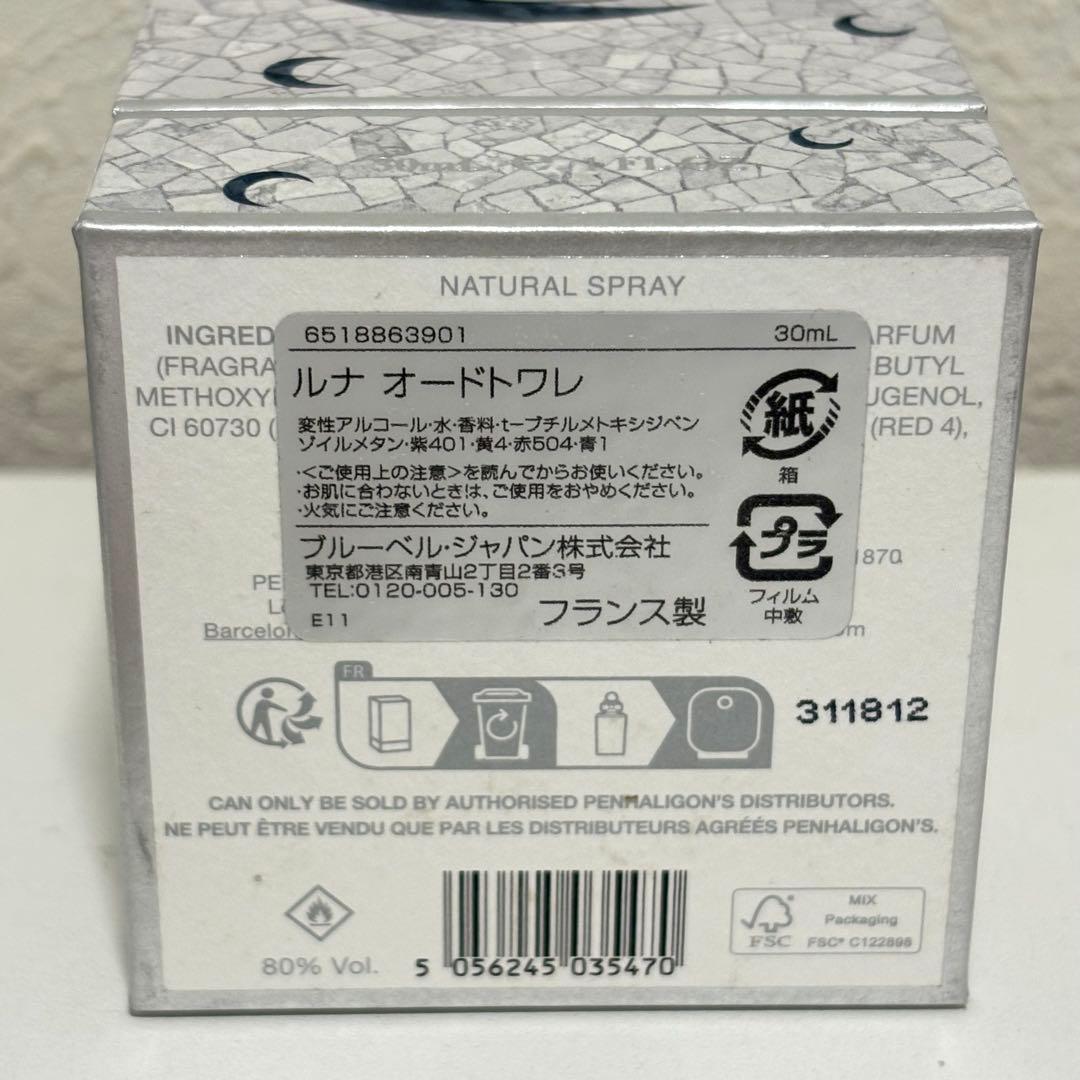 NATURAL SPRAY
INGRED
ARFUM
(FRAGRA
BUTYL
METHOXY
UGENOL,
CI 60730 (
(RED 4),
6518863901
30mL
ルナ オードトワレ
変性アルコール・水・香料・t-ブチルメトキシジベン
ゾイルメタン・紫401・黄4・赤504・青1
・<ご使用上の注意>を読んでからお使いください。
・お肌に合わないときは、ご使用をおやめください。
・火気にご注意ください。
紙
箱
プラ
フィルム
中敷
ブルーベル・ジャパン株式会社
東京都港区南青山2丁目2番3号
TEL:0120-005-130
E11
フランス製
1870
PE
Barcelon
om
FR
311812
CAN ONLY BE SOLD BY AUTHORISED PENHALIGON'S DISTRIBUTORS.
NE PEUT ÊTRE VENDU QUE PAR LES DISTRIBUTEURS AGRÉÉS PENHALIGON'S.
80% Vol.
5 056245 035470
FSC
MIX
Packaging
FSC® C122898